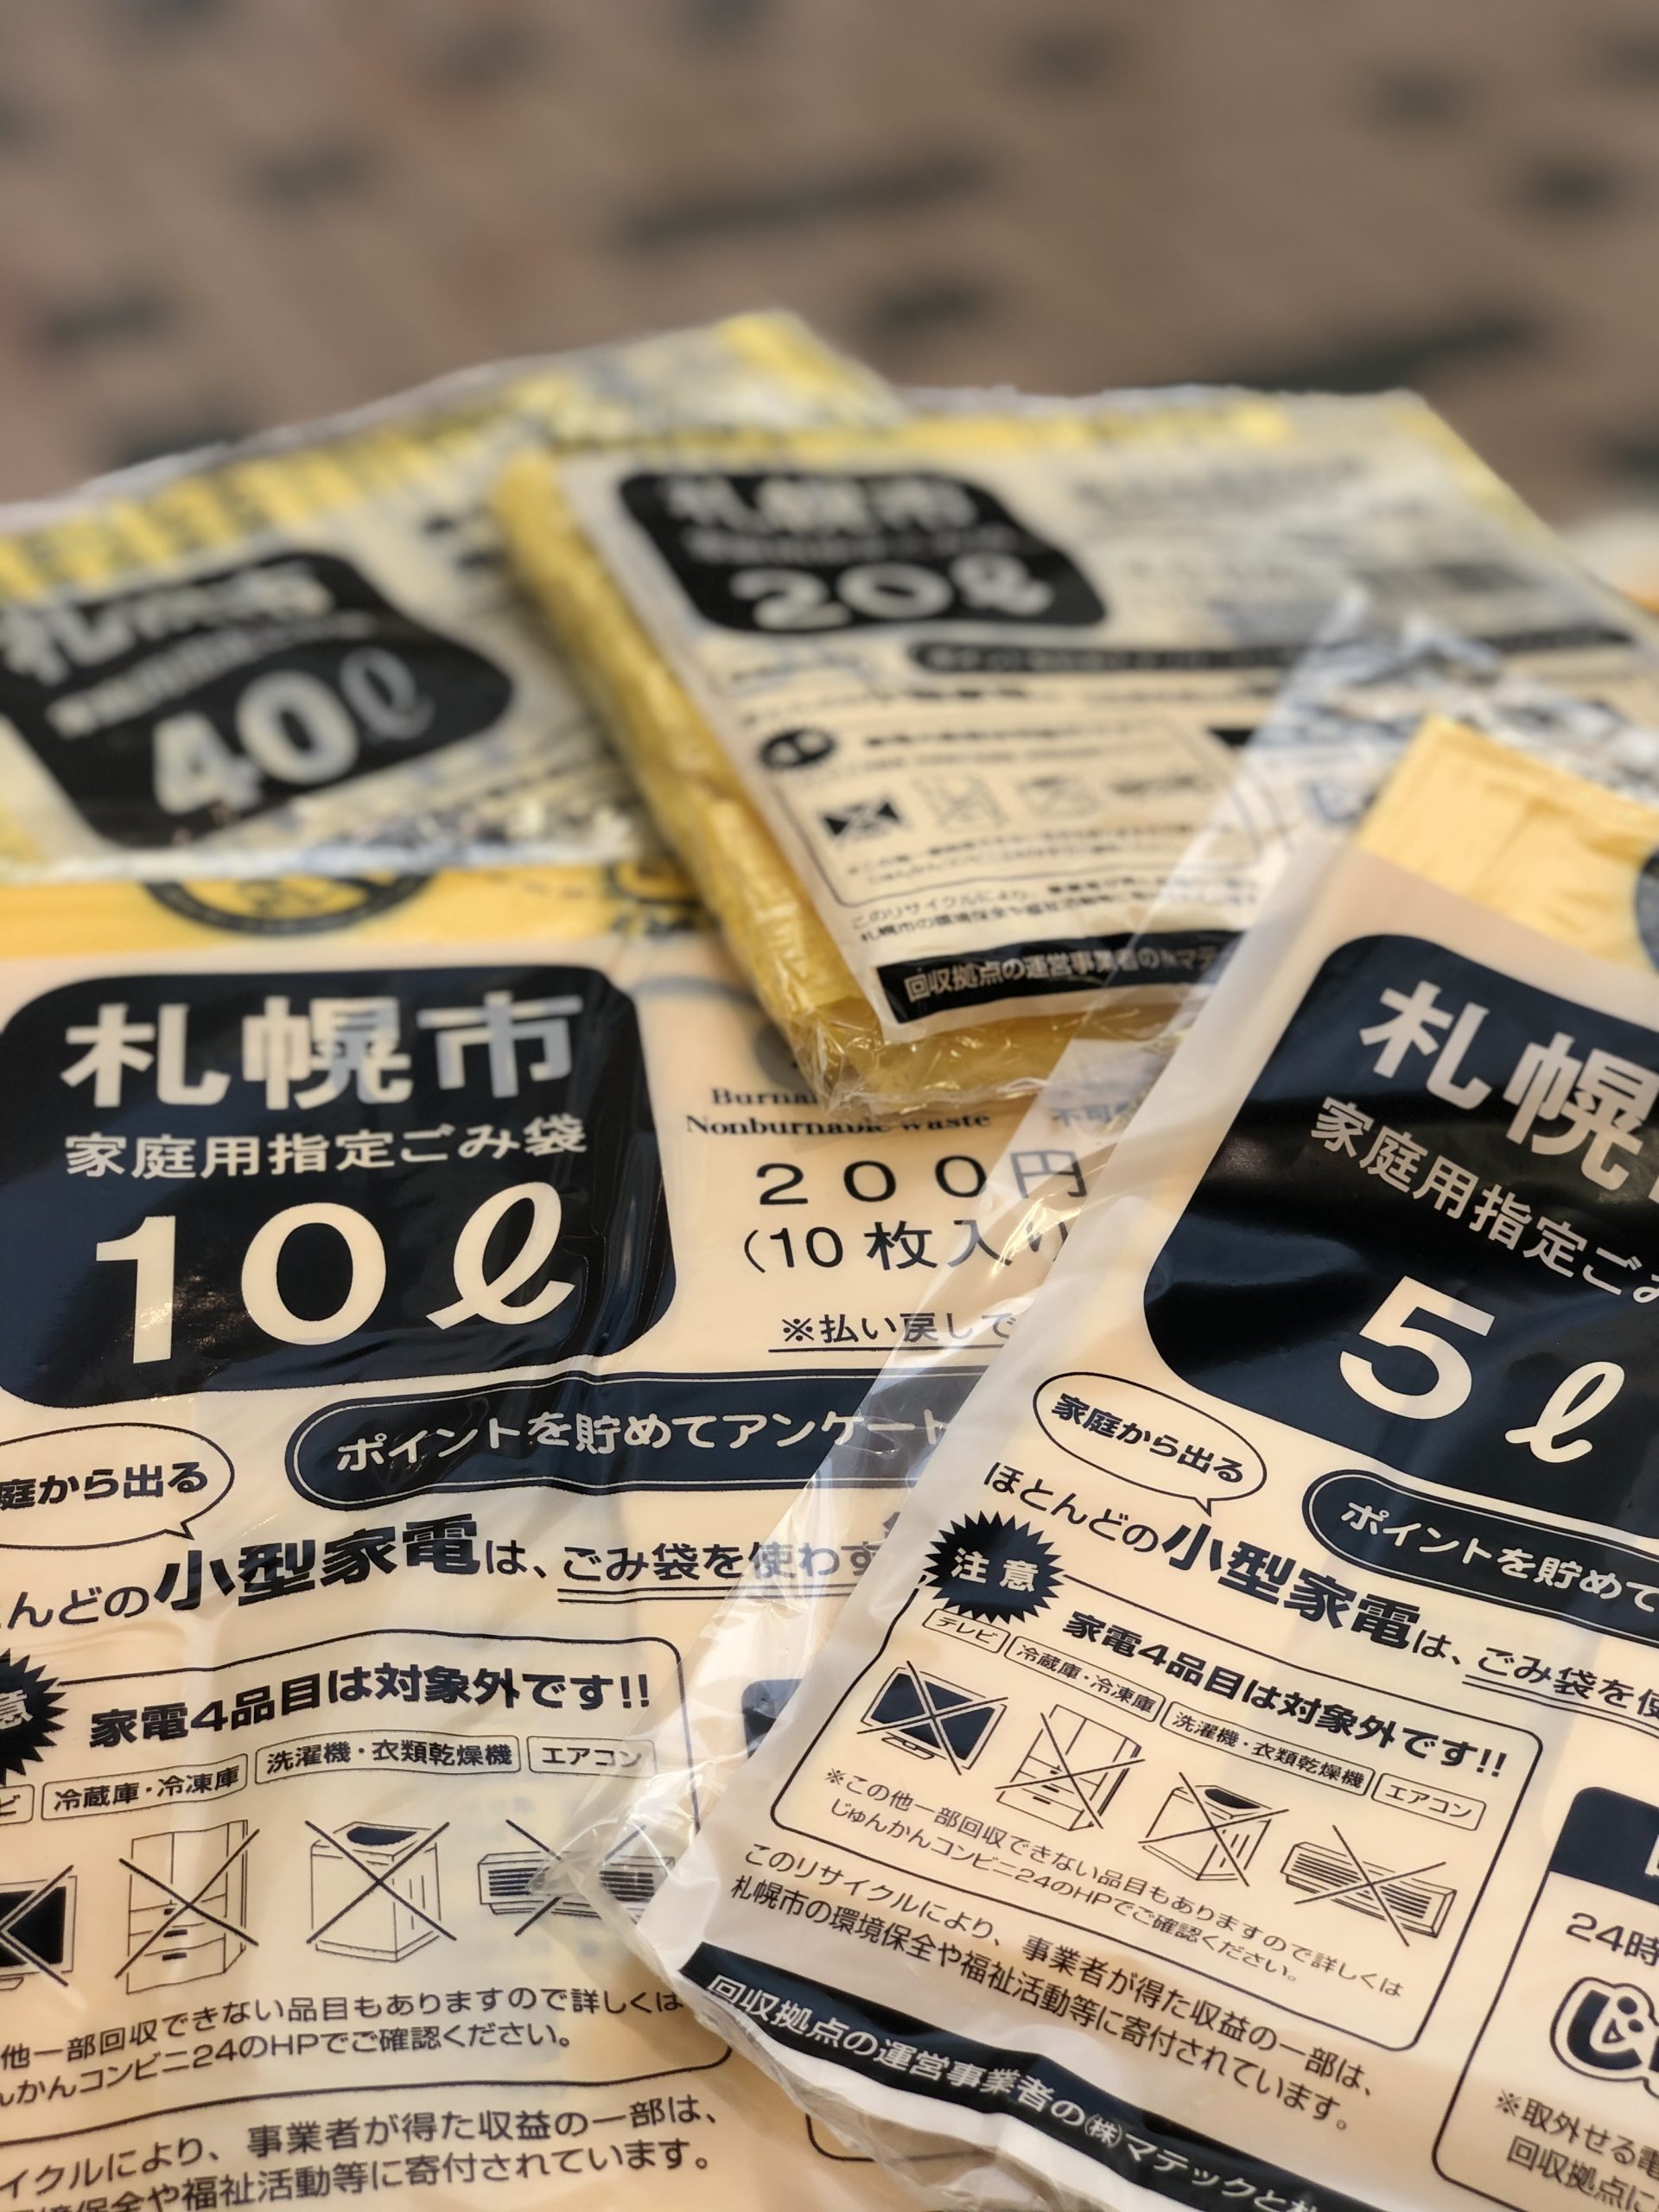 札幌市
40ℓ
札幌市
20ℓ
このリサイクルにより、
札幌市の環境保全や福祉活動等に
回収拠点の運営事業者の㈱マテ
札幌市
家庭用指定ごみ袋
10ℓ
Nonburnable waste
200円
(10枚入り)
※払い戻しで
ポイントを貯めてアンケート
庭から出る
んどの小型家電は、ごみ袋を使わず
意
家電4品目は対象外です!!
ビ 冷蔵庫・冷凍庫 洗濯機・衣類乾燥機 エアコン
他一部回収できない品目もありますので詳しくは
んかんコンビニ24のHPでご確認ください。
イクルにより、事業者が得た収益の一部は、
境保全や福祉活動等に寄付されています。
札幌
家庭用指定ごみ
5ℓ
家庭から出る
ポイントを貯めて
ほとんどの小型家電は、ごみ袋を使
注意
家電4品目は対象外です!!
テレビ 冷蔵庫・冷凍庫 洗濯機・衣類乾燥機 エアコン
※この他一部回収できない品目もありますので詳しくは
じゅんかんコンビニ24のHPでご確認ください。
このリサイクルにより、事業者が得た収益の一部は、
札幌市の環境保全や福祉活動等に寄付されています。
回収拠点の運営事業者の㈱マテックと
24時
じ
※取外せる電
回収拠点に